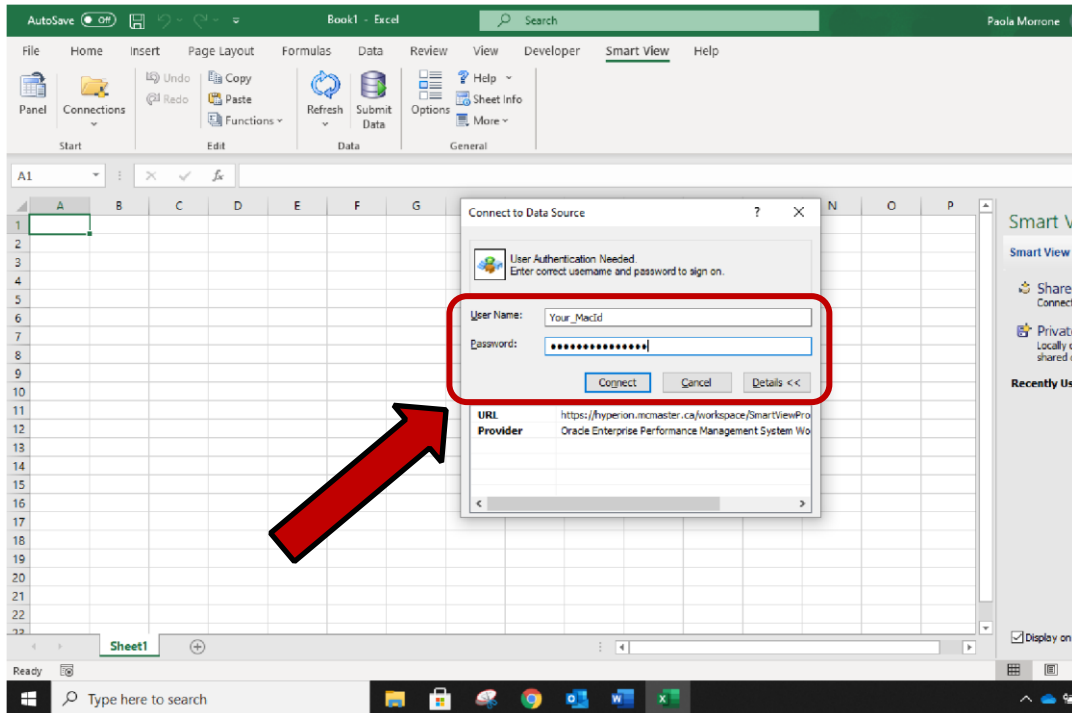 AutoSave Off Book1 - Excel Search Paola Morrone
File Home Insert Page Layout Formulas Data Review View Developer Smart View Help
Panel Connections Undo Redo Copy Paste Functions Refresh Submit Data Options Help Sheet Info More
Start Edit Data General
A1 fx
A B C D E F G N O P
1
2
3
4
5
6
7
8
9
10
11
12
13
14
15
16
17
18
19
20
21
22
23
Connect to Data Source ? X
User Authentication Needed.
Enter correct username and password to sign on.
User Name: Your_MacId
Password: •••••••••••••••
Connect Cancel Details <<
URL https://hyperion.mcmaster.ca/workspace/SmartViewPro
Provider Oracle Enterprise Performance Management System Wo
Smart V
Smart View
Share
Connect
Privat
Locally
shared
Recently Us
Display on
Sheet1
Ready
Type here to search